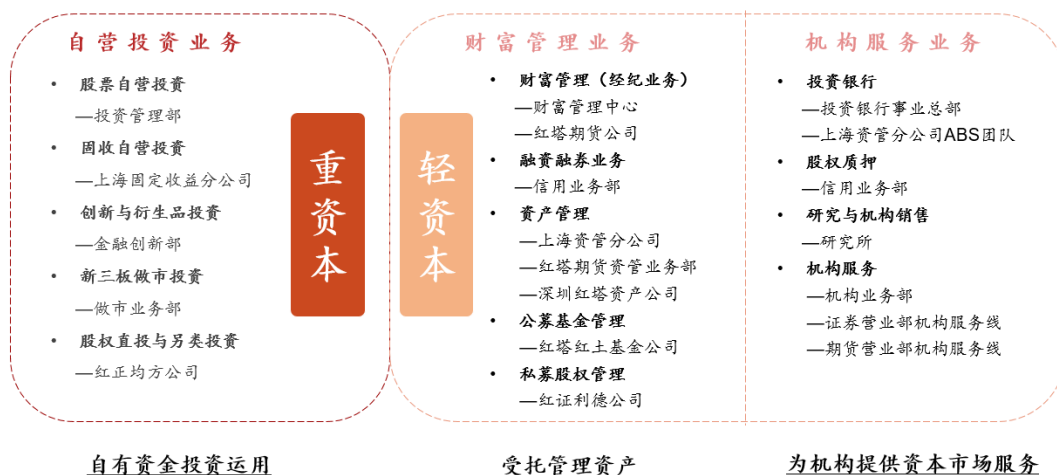 自营投资业务
• 股票自营投资
—投资管理部
• 固收自营投资
—上海固定收益分公司
• 创新与衍生品投资
—金融创新部
• 新三板做市投资
—做市业务部
• 股权直投与另类投资
—红正均方公司
重资本
自有资金投资运用
轻资本
财富管理业务
• 财富管理（经纪业务）
—财富管理中心
—红塔期货公司
• 融资融券业务
—信用业务部
• 资产管理
—上海资管分公司
—红塔期货资管业务部
—深圳红塔资产公司
• 公募基金管理
—红塔红土基金公司
• 私募股权管理
—红证利德公司
受托管理资产
机构服务业务
• 投资银行
—投资银行事业总部
—上海资管分公司ABS团队
• 股权质押
—信用业务部
• 研究与机构销售
—研究所
• 机构服务
—机构业务部
—证券营业部机构服务线
—期货营业部机构服务线
为机构提供资本市场服务